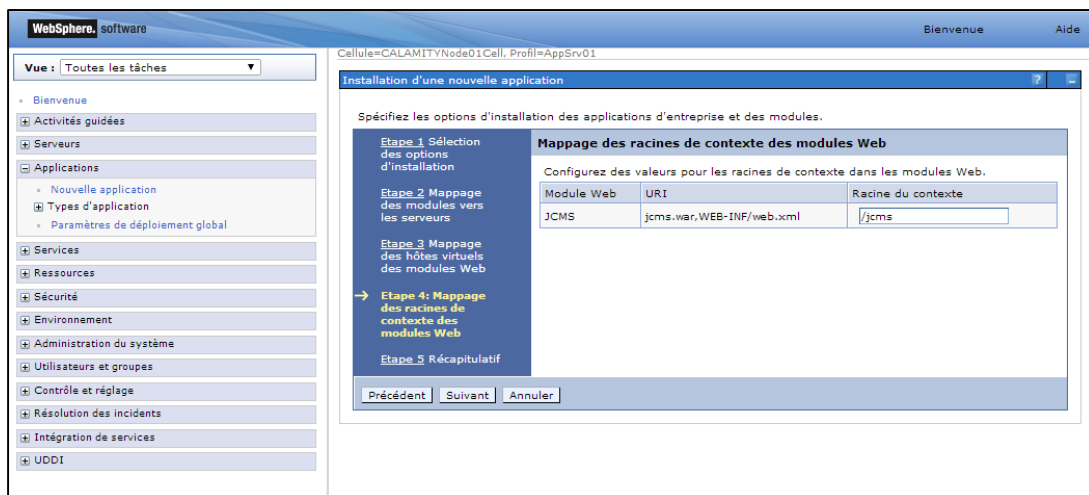 WebSphere. software
Bienvenue Aide
Vue : Toutes les tâches
Bienvenue
Activités guidées
Serveurs
Applications
Nouvelle application
Types d'application
Paramètres de déploiement global
Services
Ressources
Sécurité
Environnement
Administration du système
Utilisateurs et groupes
Contrôle et réglage
Résolution des incidents
Intégration de services
UDDI
Cellule=CALAMITYNode01Cell, Profil=AppSrv01
Installation d'une nouvelle application ? –
Spécifiez les options d'installation des applications d'entreprise et des modules.
Etape 1 Sélection
des options
d'installation
Etape 2 Mappage
des modules vers
les serveurs
Etape 3 Mappage
des hôtes virtuels
des modules Web
Etape 4: Mappage
des racines de
contexte des
modules Web
Etape 5 Récapitulatif
Mappage des racines de contexte des modules Web
Configurez des valeurs pour les racines de contexte dans les modules Web.
Module Web URI Racine du contexte
JCMS jcms.war,WEB-INF/web.xml /jcms
Précédent Suivant Annuler